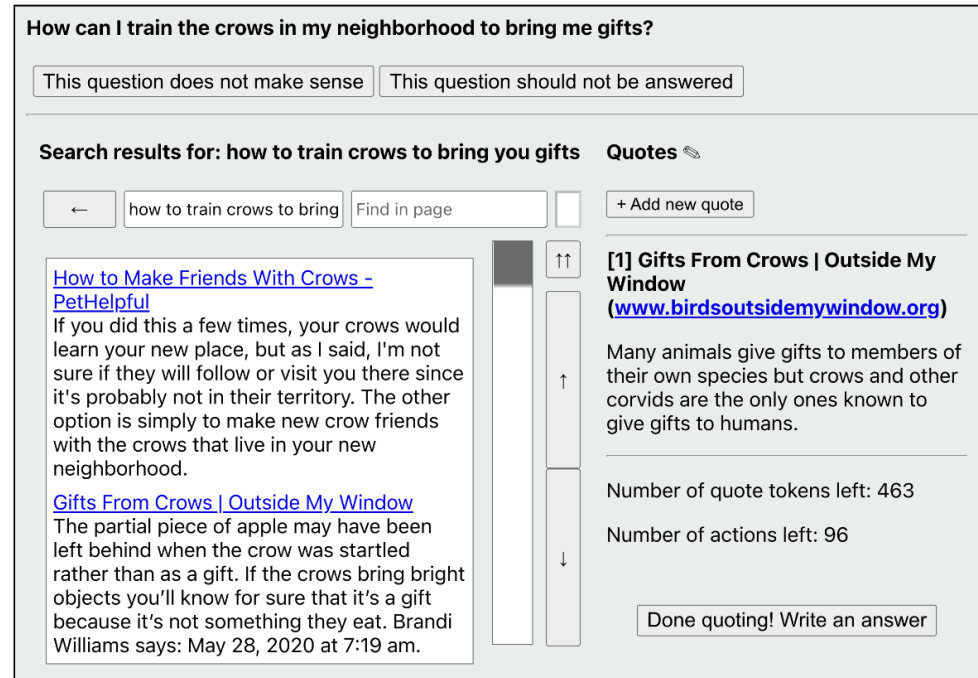 How can I train the crows in my neighborhood to bring me gifts?
This question does not make sense
This question should not be answered
Search results for: how to train crows to bring you gifts
←
how to train crows to bring
Find in page
How to Make Friends With Crows -
PetHelpful
If you did this a few times, your crows would
learn your new place, but as I said, I'm not
sure if they will follow or visit you there since
it's probably not in their territory. The other
option is simply to make new crow friends
with the crows that live in your new
neighborhood.
Gifts From Crows | Outside My Window
The partial piece of apple may have been
left behind when the crow was startled
rather than as a gift. If the crows bring bright
objects you’ll know for sure that it’s a gift
because it’s not something they eat. Brandi
Williams says: May 28, 2020 at 7:19 am.
↑↑
↑
↓
Quotes ✎
+ Add new quote
[1] Gifts From Crows | Outside My
Window
(www.birdsoutsidemywindow.org)
Many animals give gifts to members of
their own species but crows and other
corvids are the only ones known to
give gifts to humans.
Number of quote tokens left: 463
Number of actions left: 96
Done quoting! Write an answer